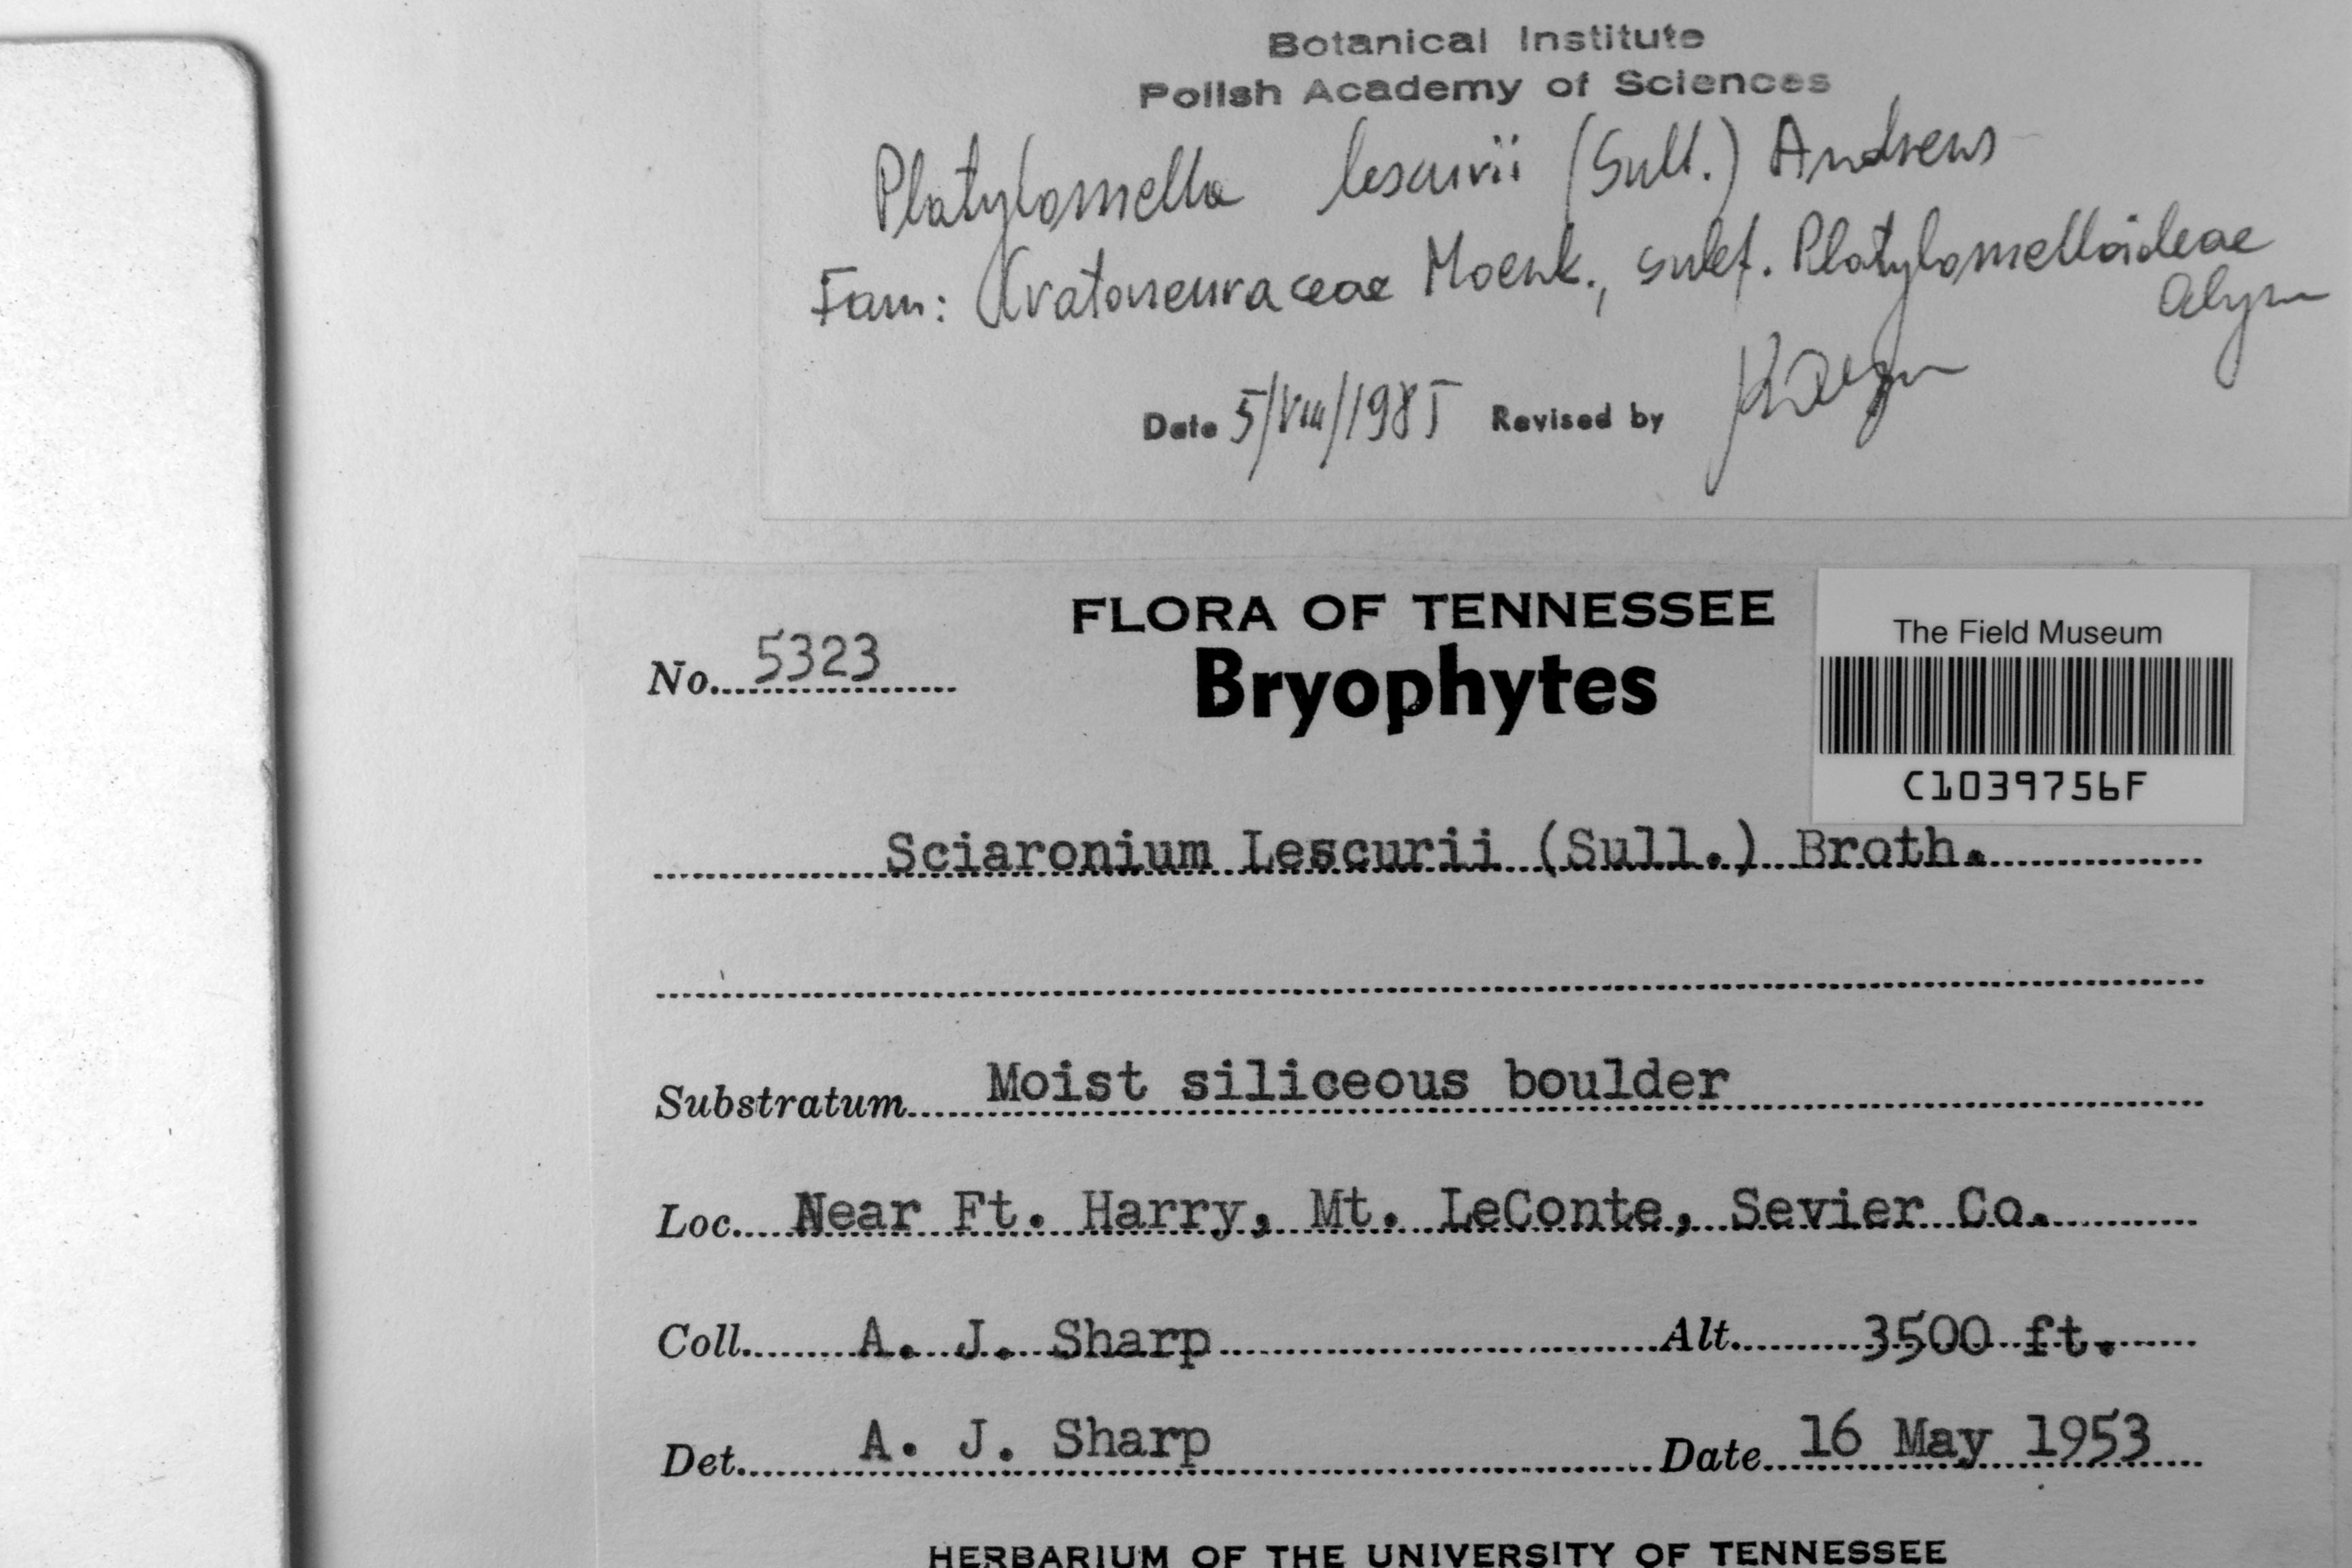 Botanical Institute
Polish Academy of Sciences
Platylomella lescurii (Sull.) Andrews
Fam: Cratoneuraceae Moenk., subf. Platylomelloideae
Ochyra
Date 5/VIII/1985 Revised by
FLORA OF TENNESSEE
No. 5323
Bryophytes
The Field Museum
C1039756F
Sciaronium Lescurii (Sull.) Broth.
Substratum Moist siliceous boulder
Loc. Near Ft. Harry, Mt. LeConte, Sevier Co.
Coll. A. J. Sharp Alt. 3500 ft.
Det. A. J. Sharp Date 16 May 1953
HERBARIUM OF THE UNIVERSITY OF TENNESSEE